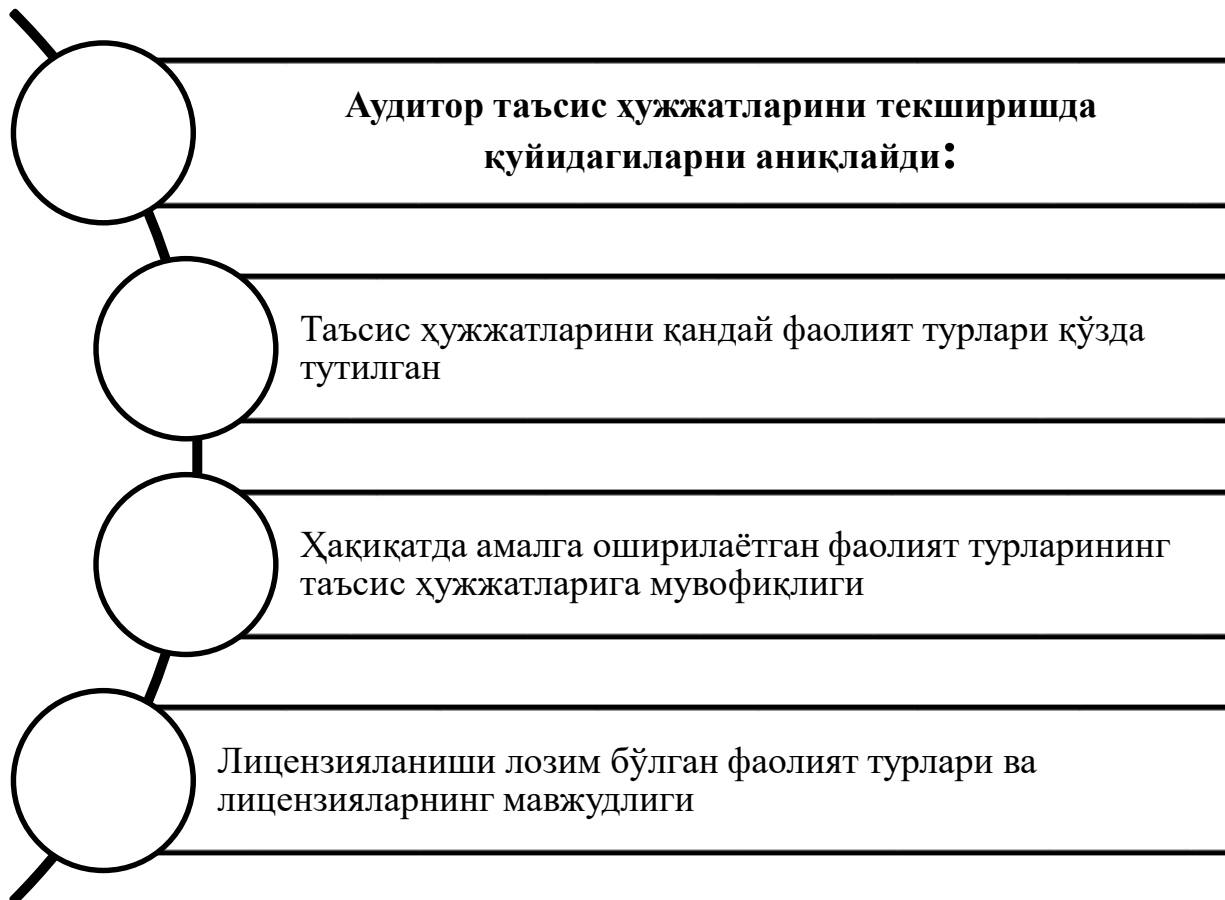 Аудитор таъсис ҳужжатларини текширишда
қуйидагиларни аниқлайди:
Таъсис ҳужжатларини қандай фаолият турлари қўзда
тутилган
Ҳақиқатда амалга оширилаётган фаолият турларининг
таъсис ҳужжатларига мувофиқлиги
Лицензияланиши лозим бўлган фаолият турлари ва
лицензияларнинг мавжудлиги